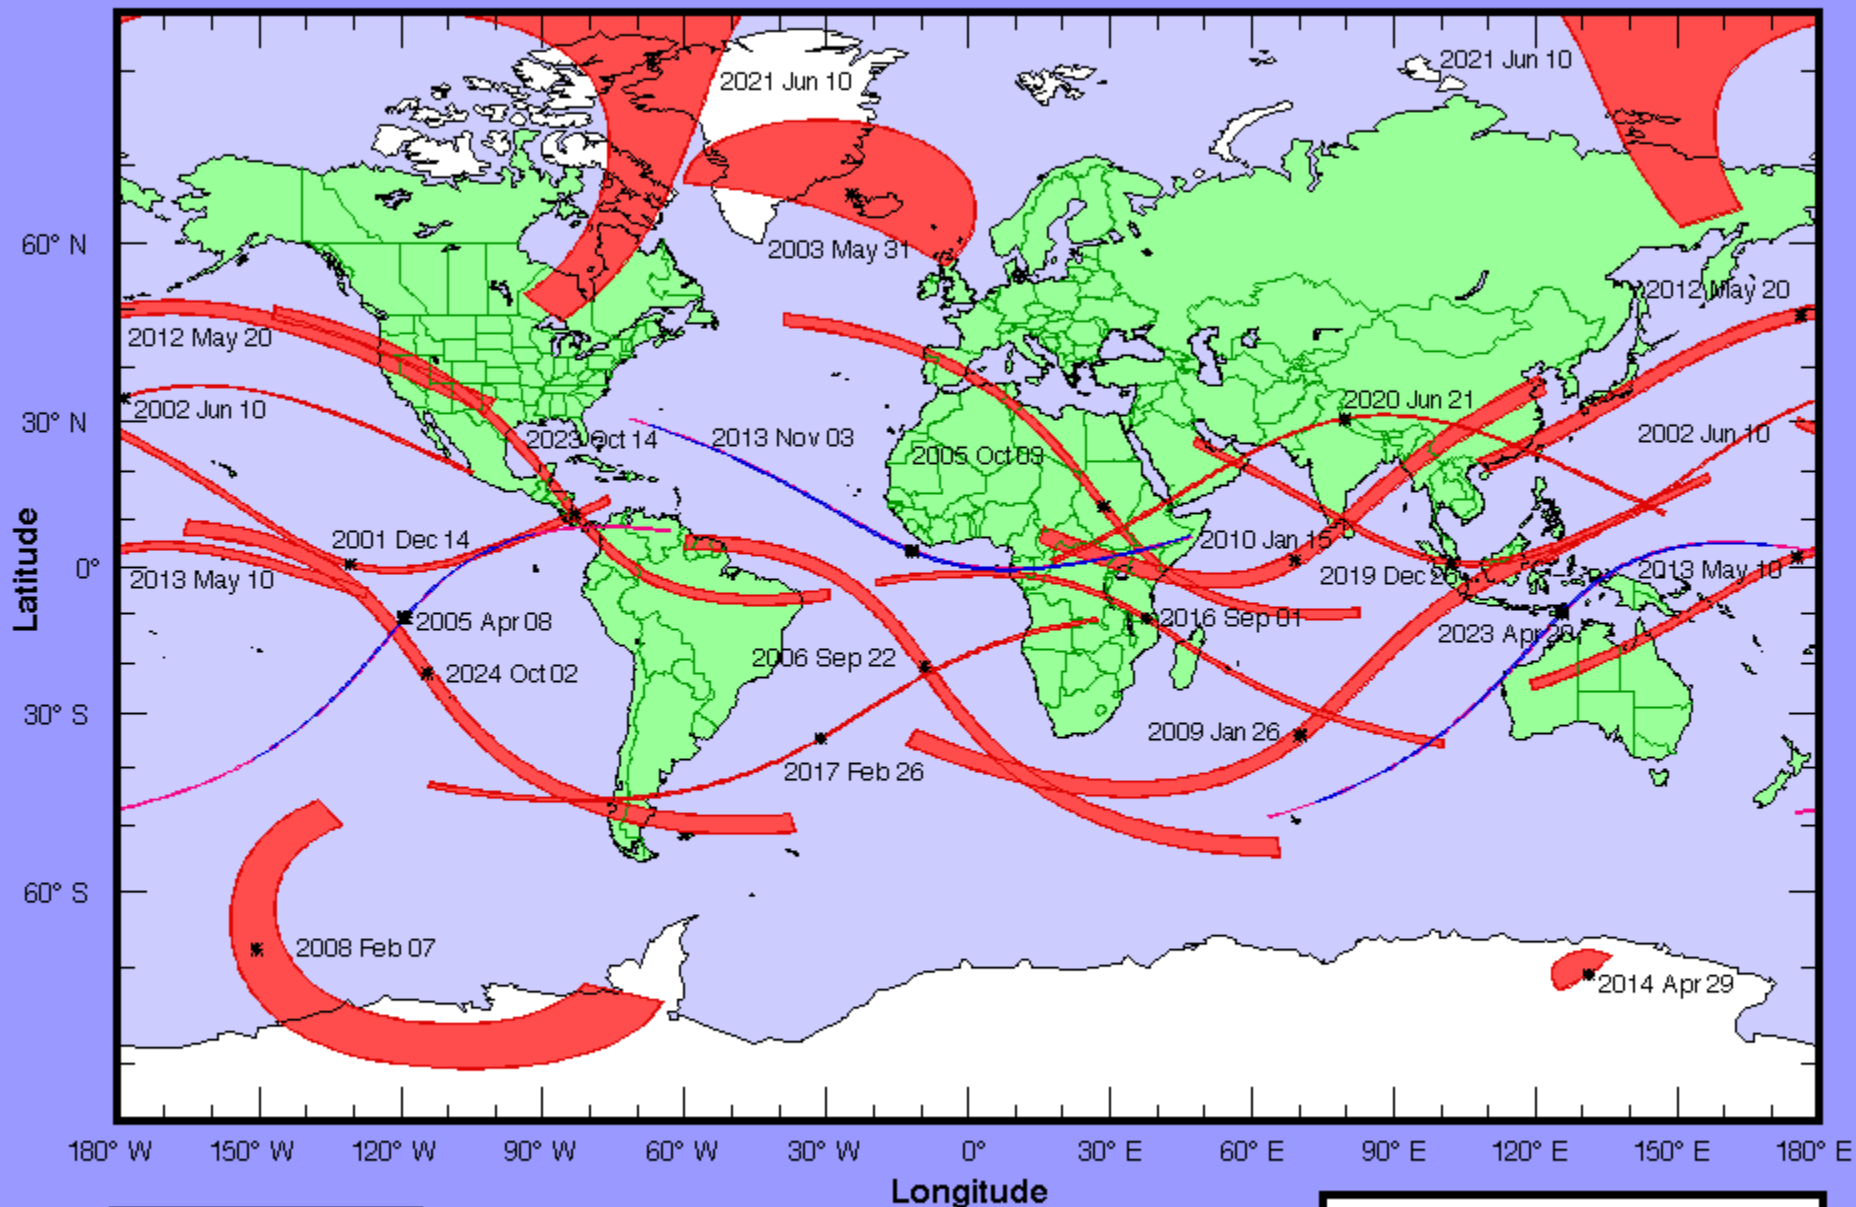 2021 Jun 10
2021 Jun 10
60° N
2003 May 31
2012 May 20
2012 May 20
2002 Jun 10
2020 Jun 21
30° N
2023 Oct 14
2013 Nov 03
2005 Oct 03
2002 Jun 10
2001 Dec 14
2010 Jan 15
0°
2013 May 10
2019 Dec 26
2013 May 10
2005 Apr 08
2016 Sep 01
2023 Apr 20
2006 Sep 22
2024 Oct 02
30° S
2009 Jan 26
2017 Feb 26
60° S
2008 Feb 07
2014 Apr 29
Latitude
180° W 150° W 120° W 90° W 60° W 30° W 0° 30° E 60° E 90° E 120° E 150° E 180° E
Longitude